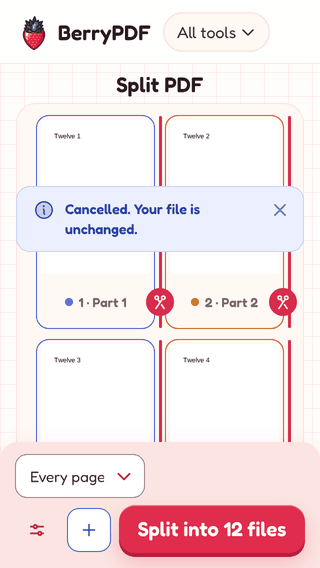 BerryPDF
All tools
Split PDF
Twelve 1
Twelve 2
Cancelled. Your file is
unchanged.
1 · Part 1
2 · Part 2
Twelve 3
Twelve 4
Every page
Split into 12 files